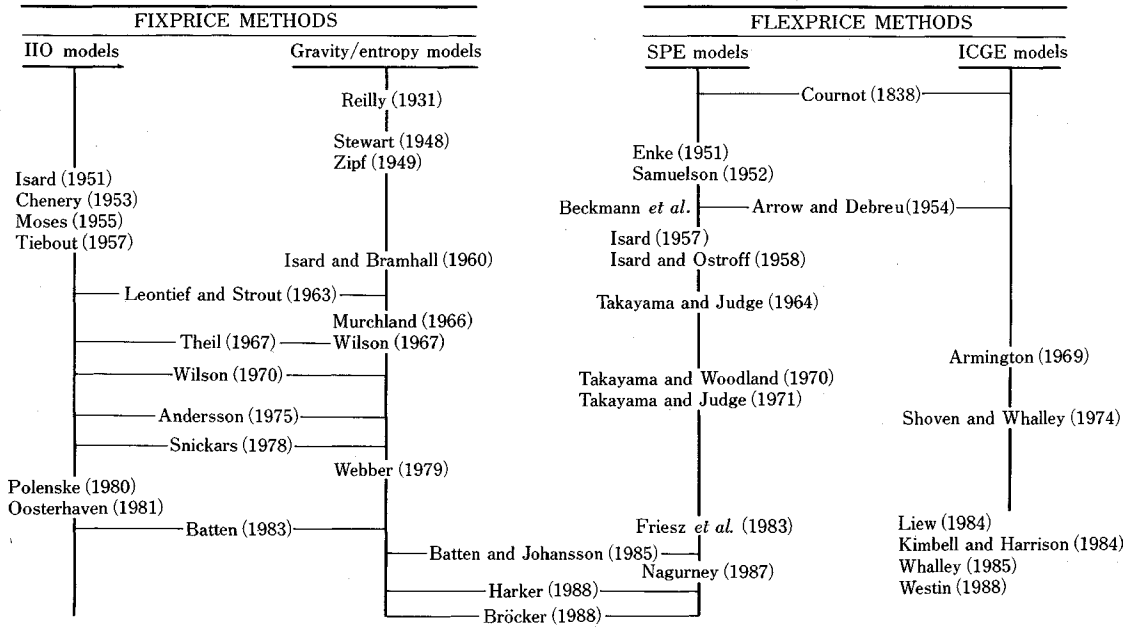 FIXPRICE METHODS
FLEXPRICE METHODS
IIO models
Gravity/entropy models
SPE models
ICGE models
Reilly (1931)
Cournot (1838)
Stewart (1948)
Zipf (1949)
Enke (1951)
Samuelson (1952)
Isard (1951)
Chenery (1953)
Moses (1955)
Tiebout (1957)
Beckmann et al.
Arrow and Debreu (1954)
Isard (1957)
Isard and Ostroff (1958)
Isard and Bramhall (1960)
Leontief and Strout (1963)
Takayama and Judge (1964)
Murchland (1966)
Theil (1967)
Wilson (1967)
Armington (1969)
Wilson (1970)
Takayama and Woodland (1970)
Takayama and Judge (1971)
Andersson (1975)
Shoven and Whalley (1974)
Snickars (1978)
Webber (1979)
Polenske (1980)
Oosterhaven (1981)
Batten (1983)
Friesz et al. (1983)
Liew (1984)
Kimbell and Harrison (1984)
Whalley (1985)
Westin (1988)
Batten and Johansson (1985)
Nagurney (1987)
Harker (1988)
Bröcker (1988)